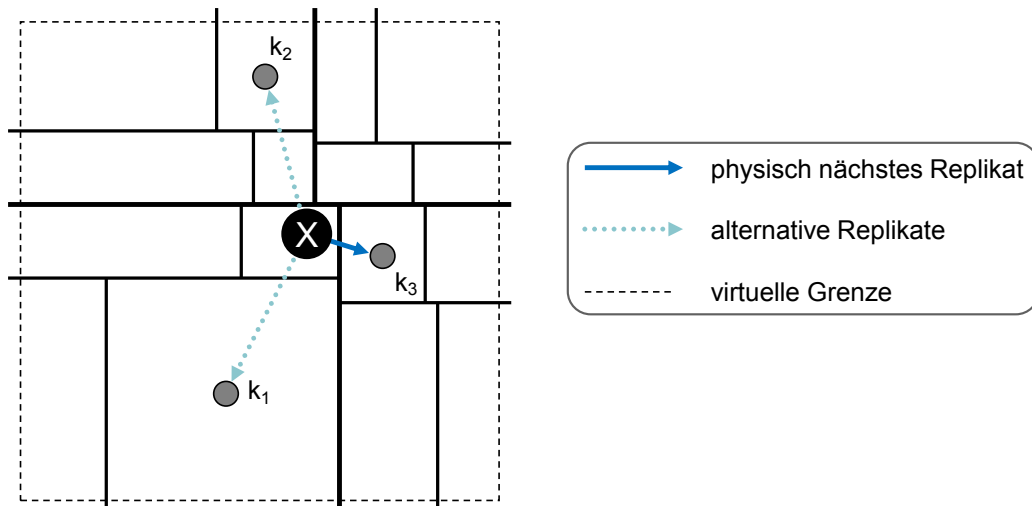 k₂
X
k₃
k₁
physisch nächstes Replikat
alternative Replikate
virtuelle Grenze